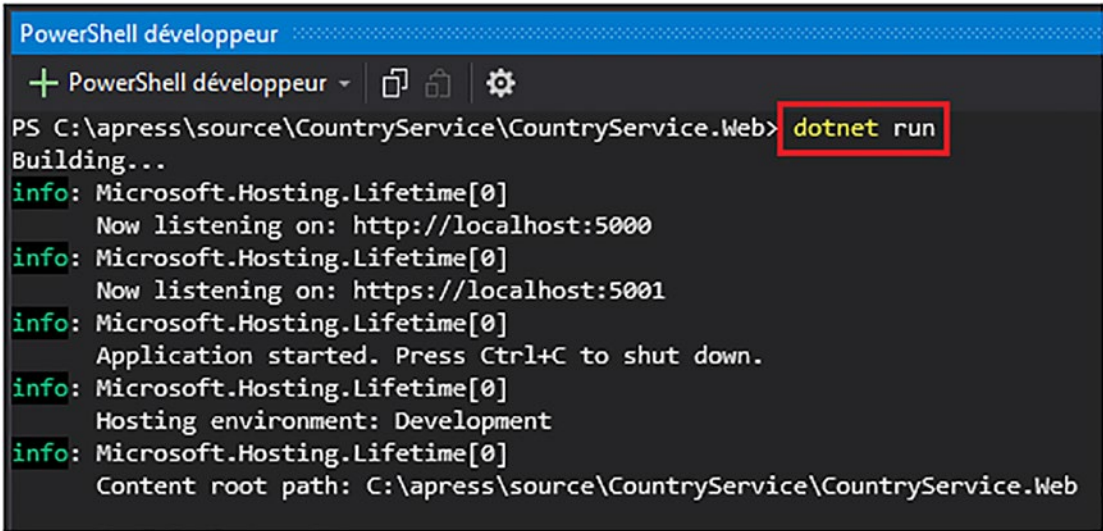 PowerShell développeur
PowerShell développeur
PS C:\apress\source\CountryService\CountryService.Web> dotnet run
Building...
info: Microsoft.Hosting.Lifetime[0]
Now listening on: http://localhost:5000
info: Microsoft.Hosting.Lifetime[0]
Now listening on: https://localhost:5001
info: Microsoft.Hosting.Lifetime[0]
Application started. Press Ctrl+C to shut down.
info: Microsoft.Hosting.Lifetime[0]
Hosting environment: Development
info: Microsoft.Hosting.Lifetime[0]
Content root path: C:\apress\source\CountryService\CountryService.Web